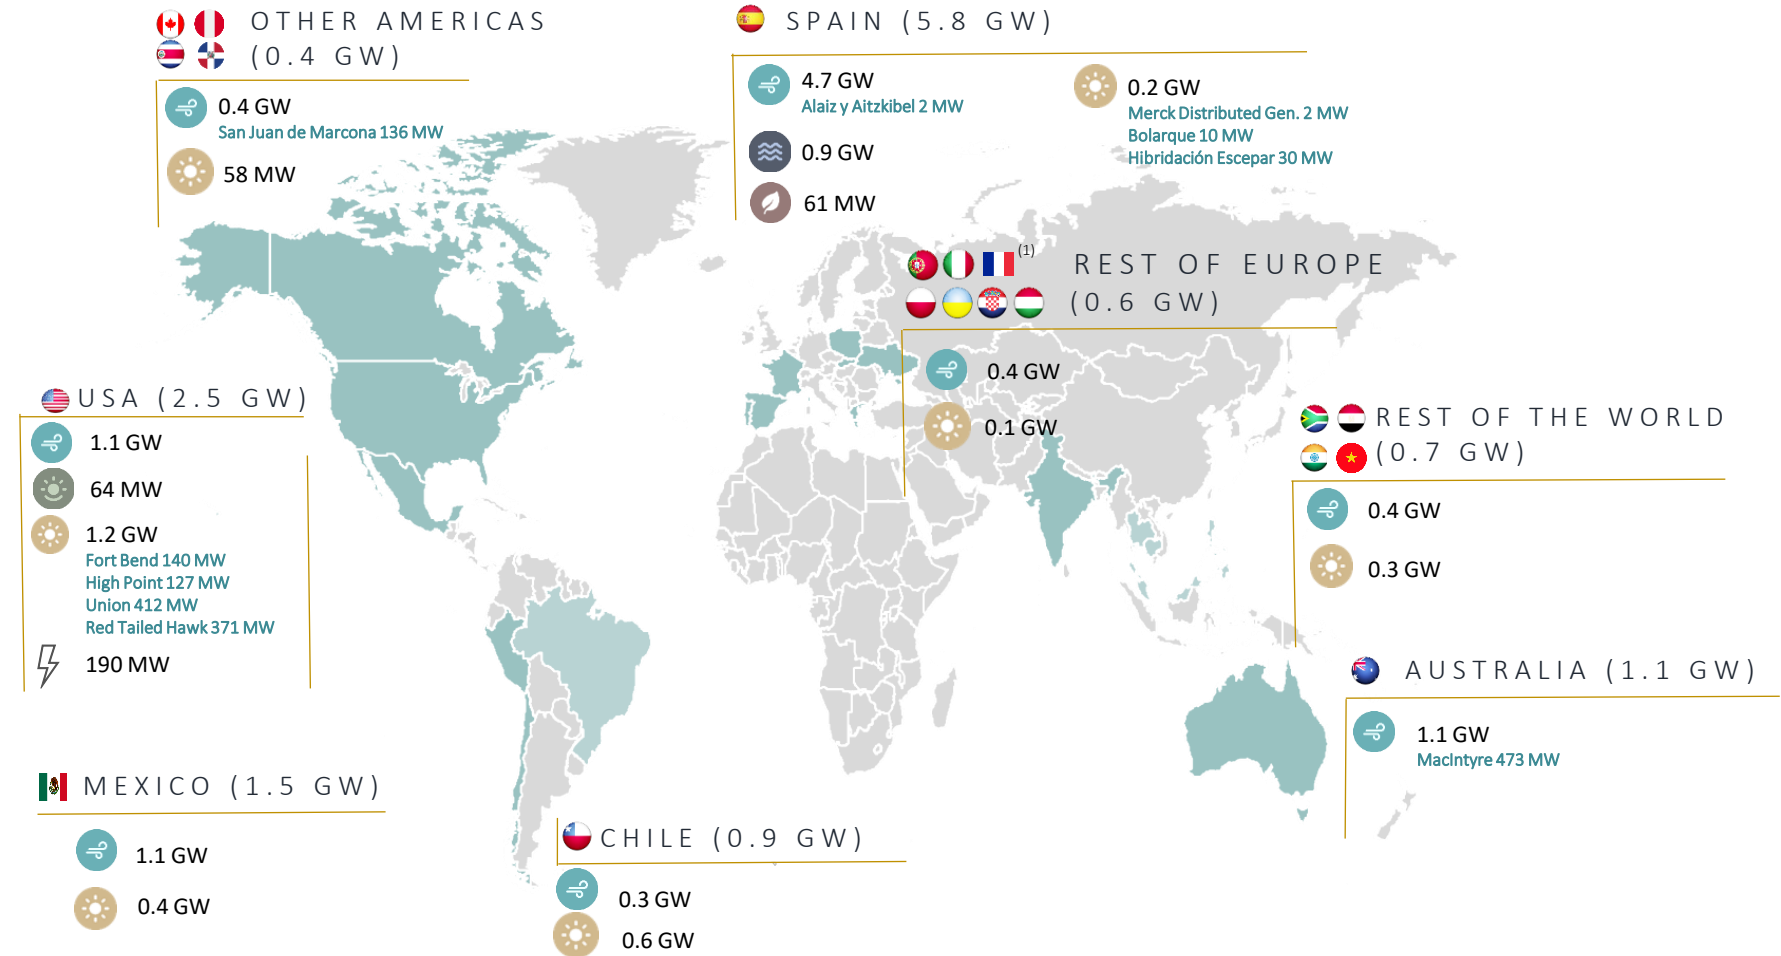 OTHER AMERICAS
(0.4 GW)
0.4 GW
San Juan de Marcona 136 MW
58 MW
SPAIN (5.8 GW)
4.7 GW
Alaiz y Aitzkibel 2 MW
0.9 GW
61 MW
0.2 GW
Merck Distributed Gen. 2 MW
Bolarque 10 MW
Hibridación Escepar 30 MW
(1)
REST OF EUROPE
(0.6 GW)
0.4 GW
0.1 GW
USA (2.5 GW)
1.1 GW
64 MW
1.2 GW
Fort Bend 140 MW
High Point 127 MW
Union 412 MW
Red Tailed Hawk 371 MW
190 MW
REST OF THE WORLD
(0.7 GW)
0.4 GW
0.3 GW
AUSTRALIA (1.1 GW)
1.1 GW
MacIntyre 473 MW
MEXICO (1.5 GW)
1.1 GW
0.4 GW
CHILE (0.9 GW)
0.3 GW
0.6 GW